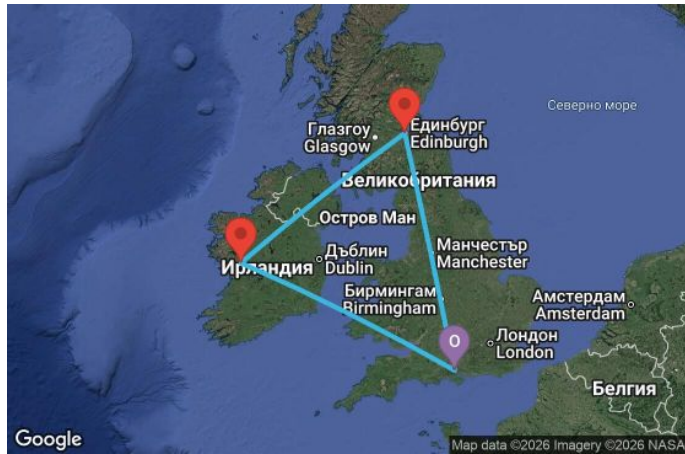 Северно море
Глазгоу
Glasgow
Единбург
Edinburgh
Великобритания
Остров Ман
Ирландия
Дъблин
Dublin
Манчестър
Manchester
Бирмингам
Birmingham
Амстердам
Amsterdam
O
Лондон
London
Белгия
Google
Map data ©2026 Imagery ©2026 NASA